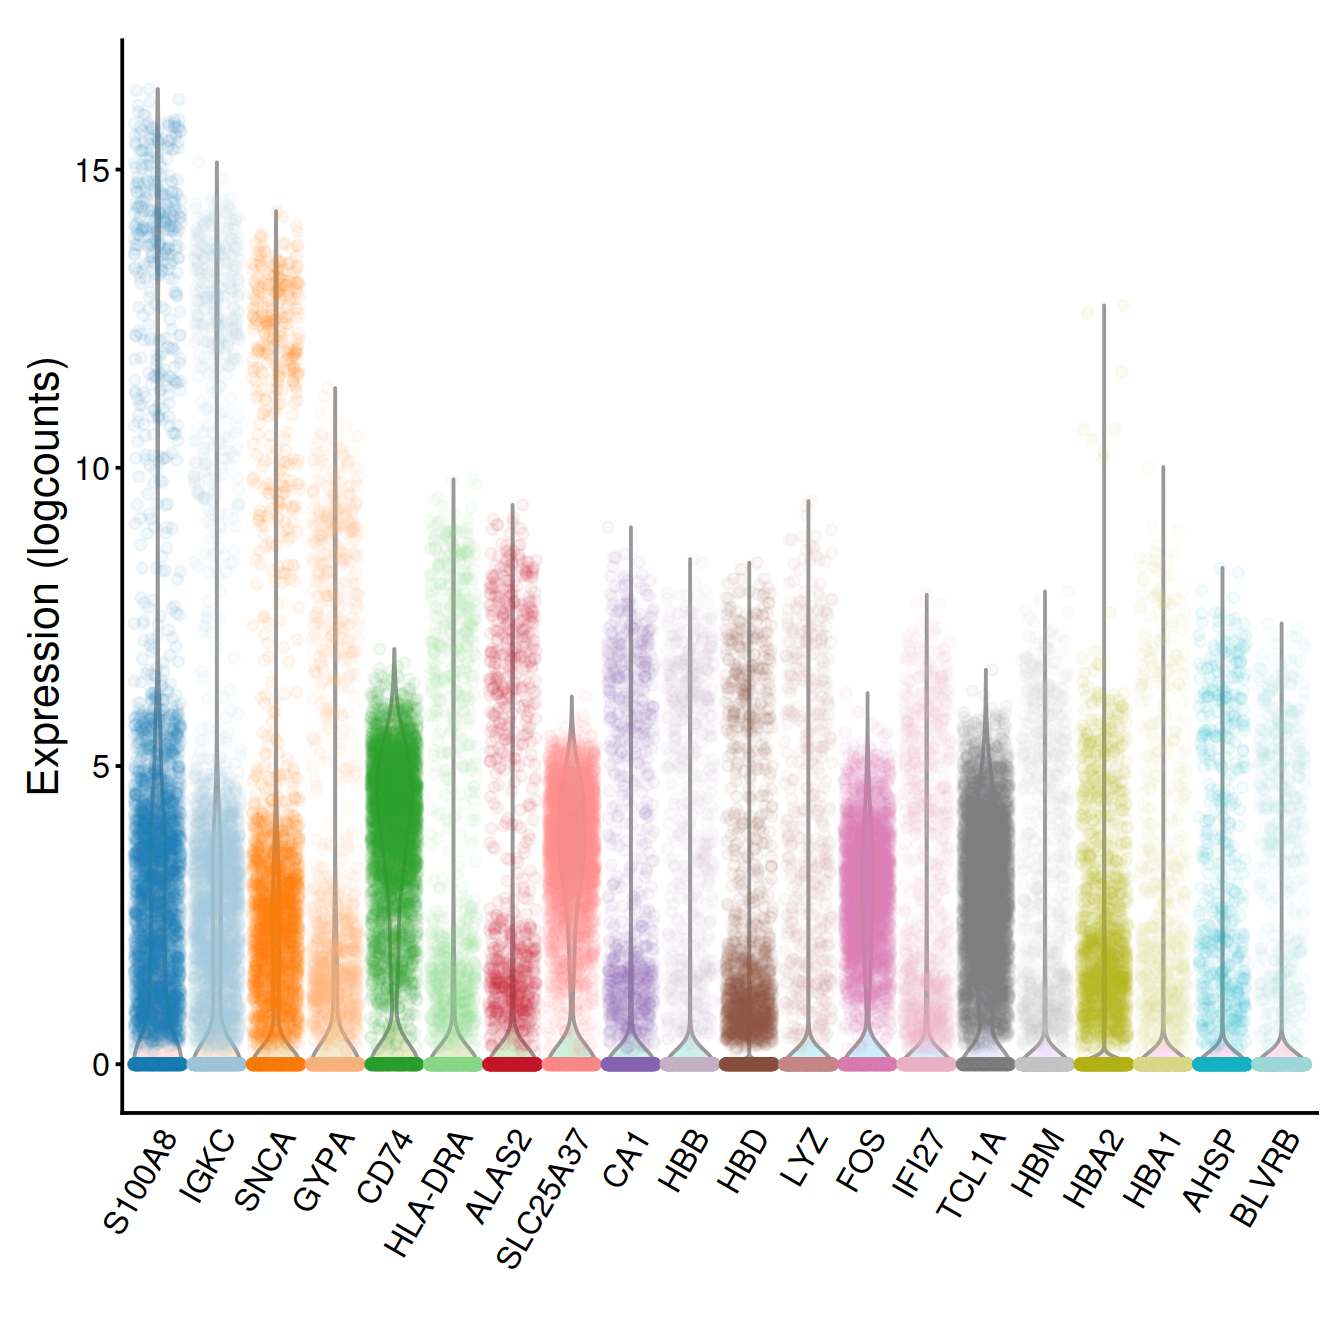 Expression (logcounts)
15
10
5
0
S100A8
IGKC
SNCA
GYPA
CD74
HLA-DRA
ALAS2
SLC25A37
CA1
HBB
HBD
LYZ
FOS
IFI27
TCL1A
HBM
HBA2
HBA1
AHSP
BLVRB